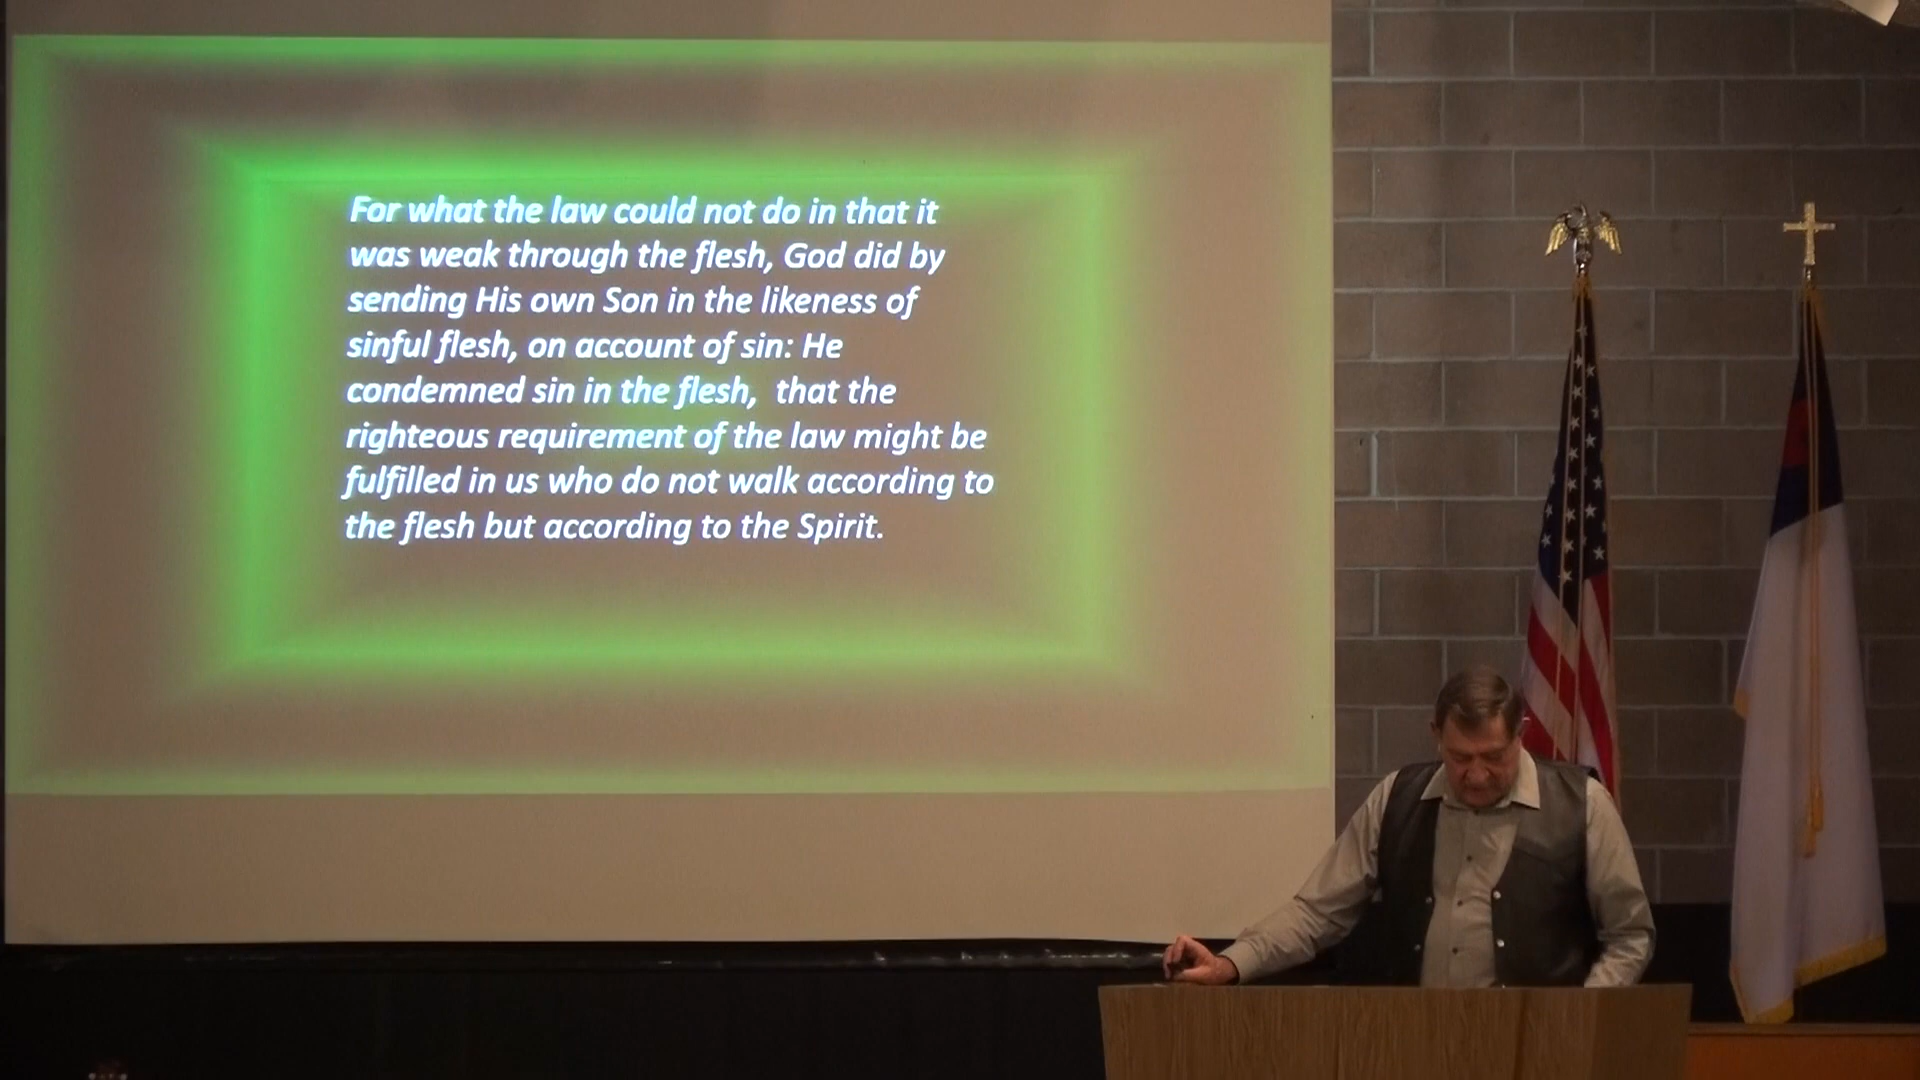 For what the law could not do in that it
was weak through the flesh, God did by
sending His own Son in the likeness of
sinful flesh, on account of sin: He
condemned sin in the flesh,  that the
righteous requirement of the law might be
fulfilled in us who do not walk according to
the flesh but according to the Spirit.